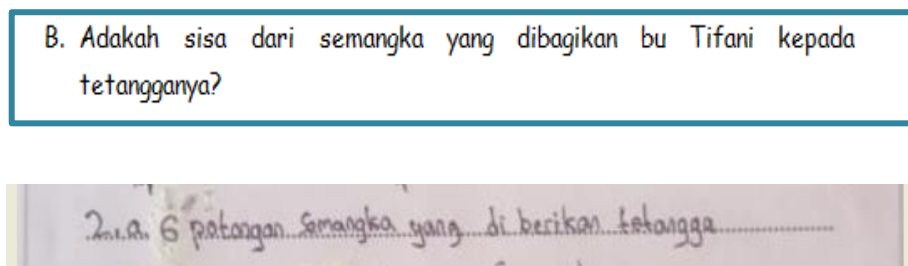 B. Adakah sisa dari semangka yang dibagikan bu Tifani kepada
tetangganya?
2.a. 6 potongan semangka yang di berikan tetangga